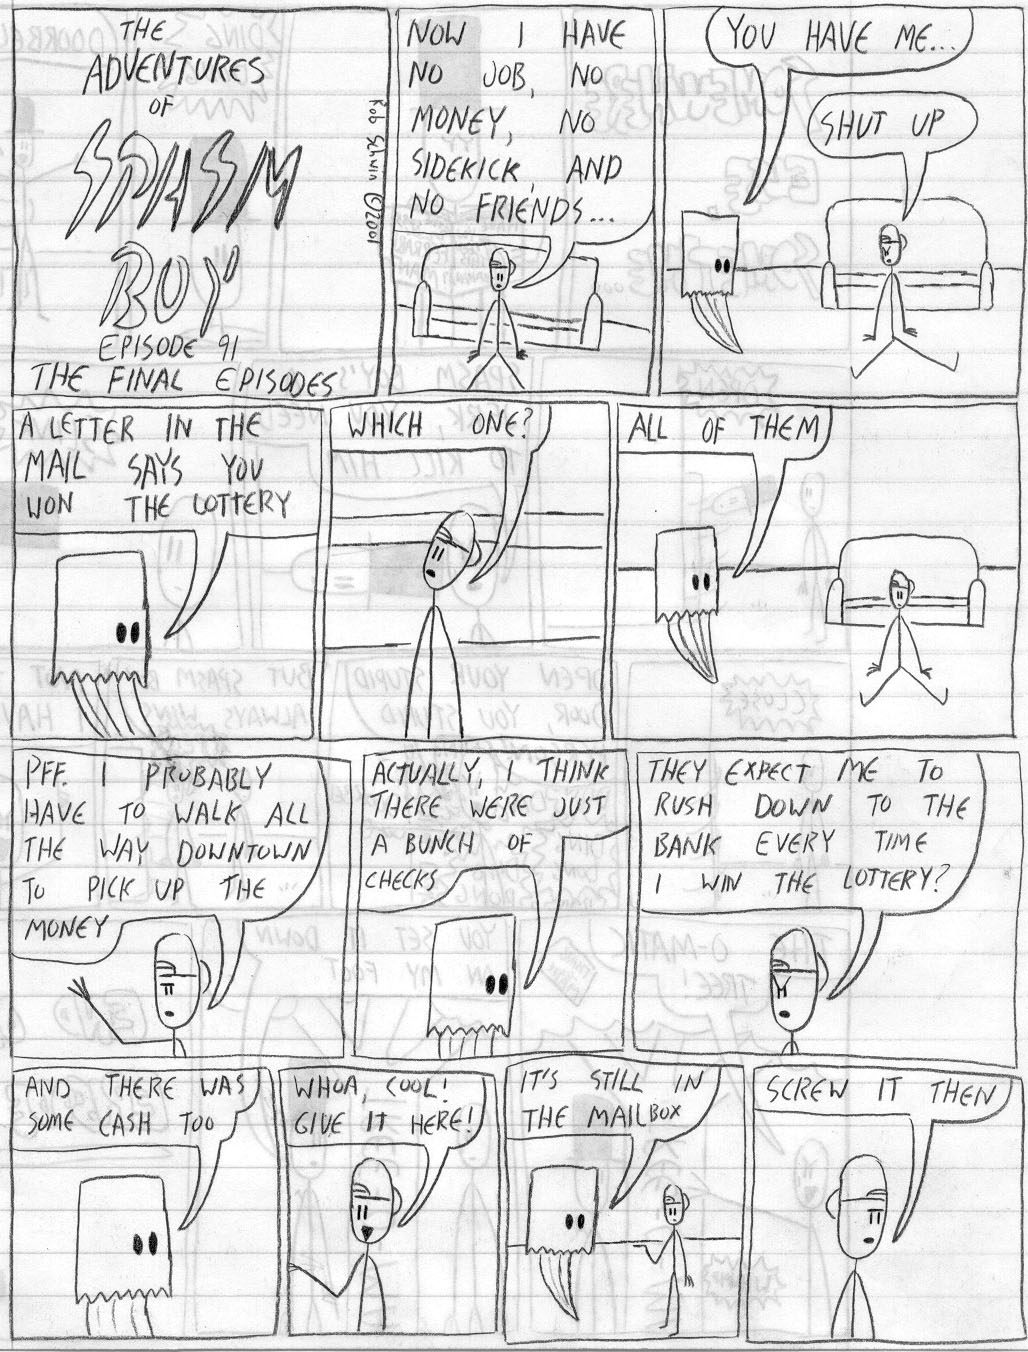 THE
ADVENTURES
OF
SPASM
BOY
EPISODE 91
THE FINAL EPISODES
©2001
NOW I HAVE
NO JOB, NO
MONEY, NO
SIDEKICK, AND
NO FRIENDS...
YOU HAVE ME...
SHUT UP
A LETTER IN THE
MAIL SAYS YOU
WON THE LOTTERY
WHICH ONE?
ALL OF THEM
PFF. I PROBABLY
HAVE TO WALK ALL
THE WAY DOWNTOWN
TO PICK UP THE
MONEY
ACTUALLY, I THINK
THERE WERE JUST
A BUNCH OF
CHECKS
THEY EXPECT ME TO
RUSH DOWN TO THE
BANK EVERY TIME
I WIN THE LOTTERY?
AND THERE WAS
SOME CASH TOO
WHOA, COOL!
GIVE IT HERE!
IT'S STILL IN
THE MAILBOX
SCREW IT THEN